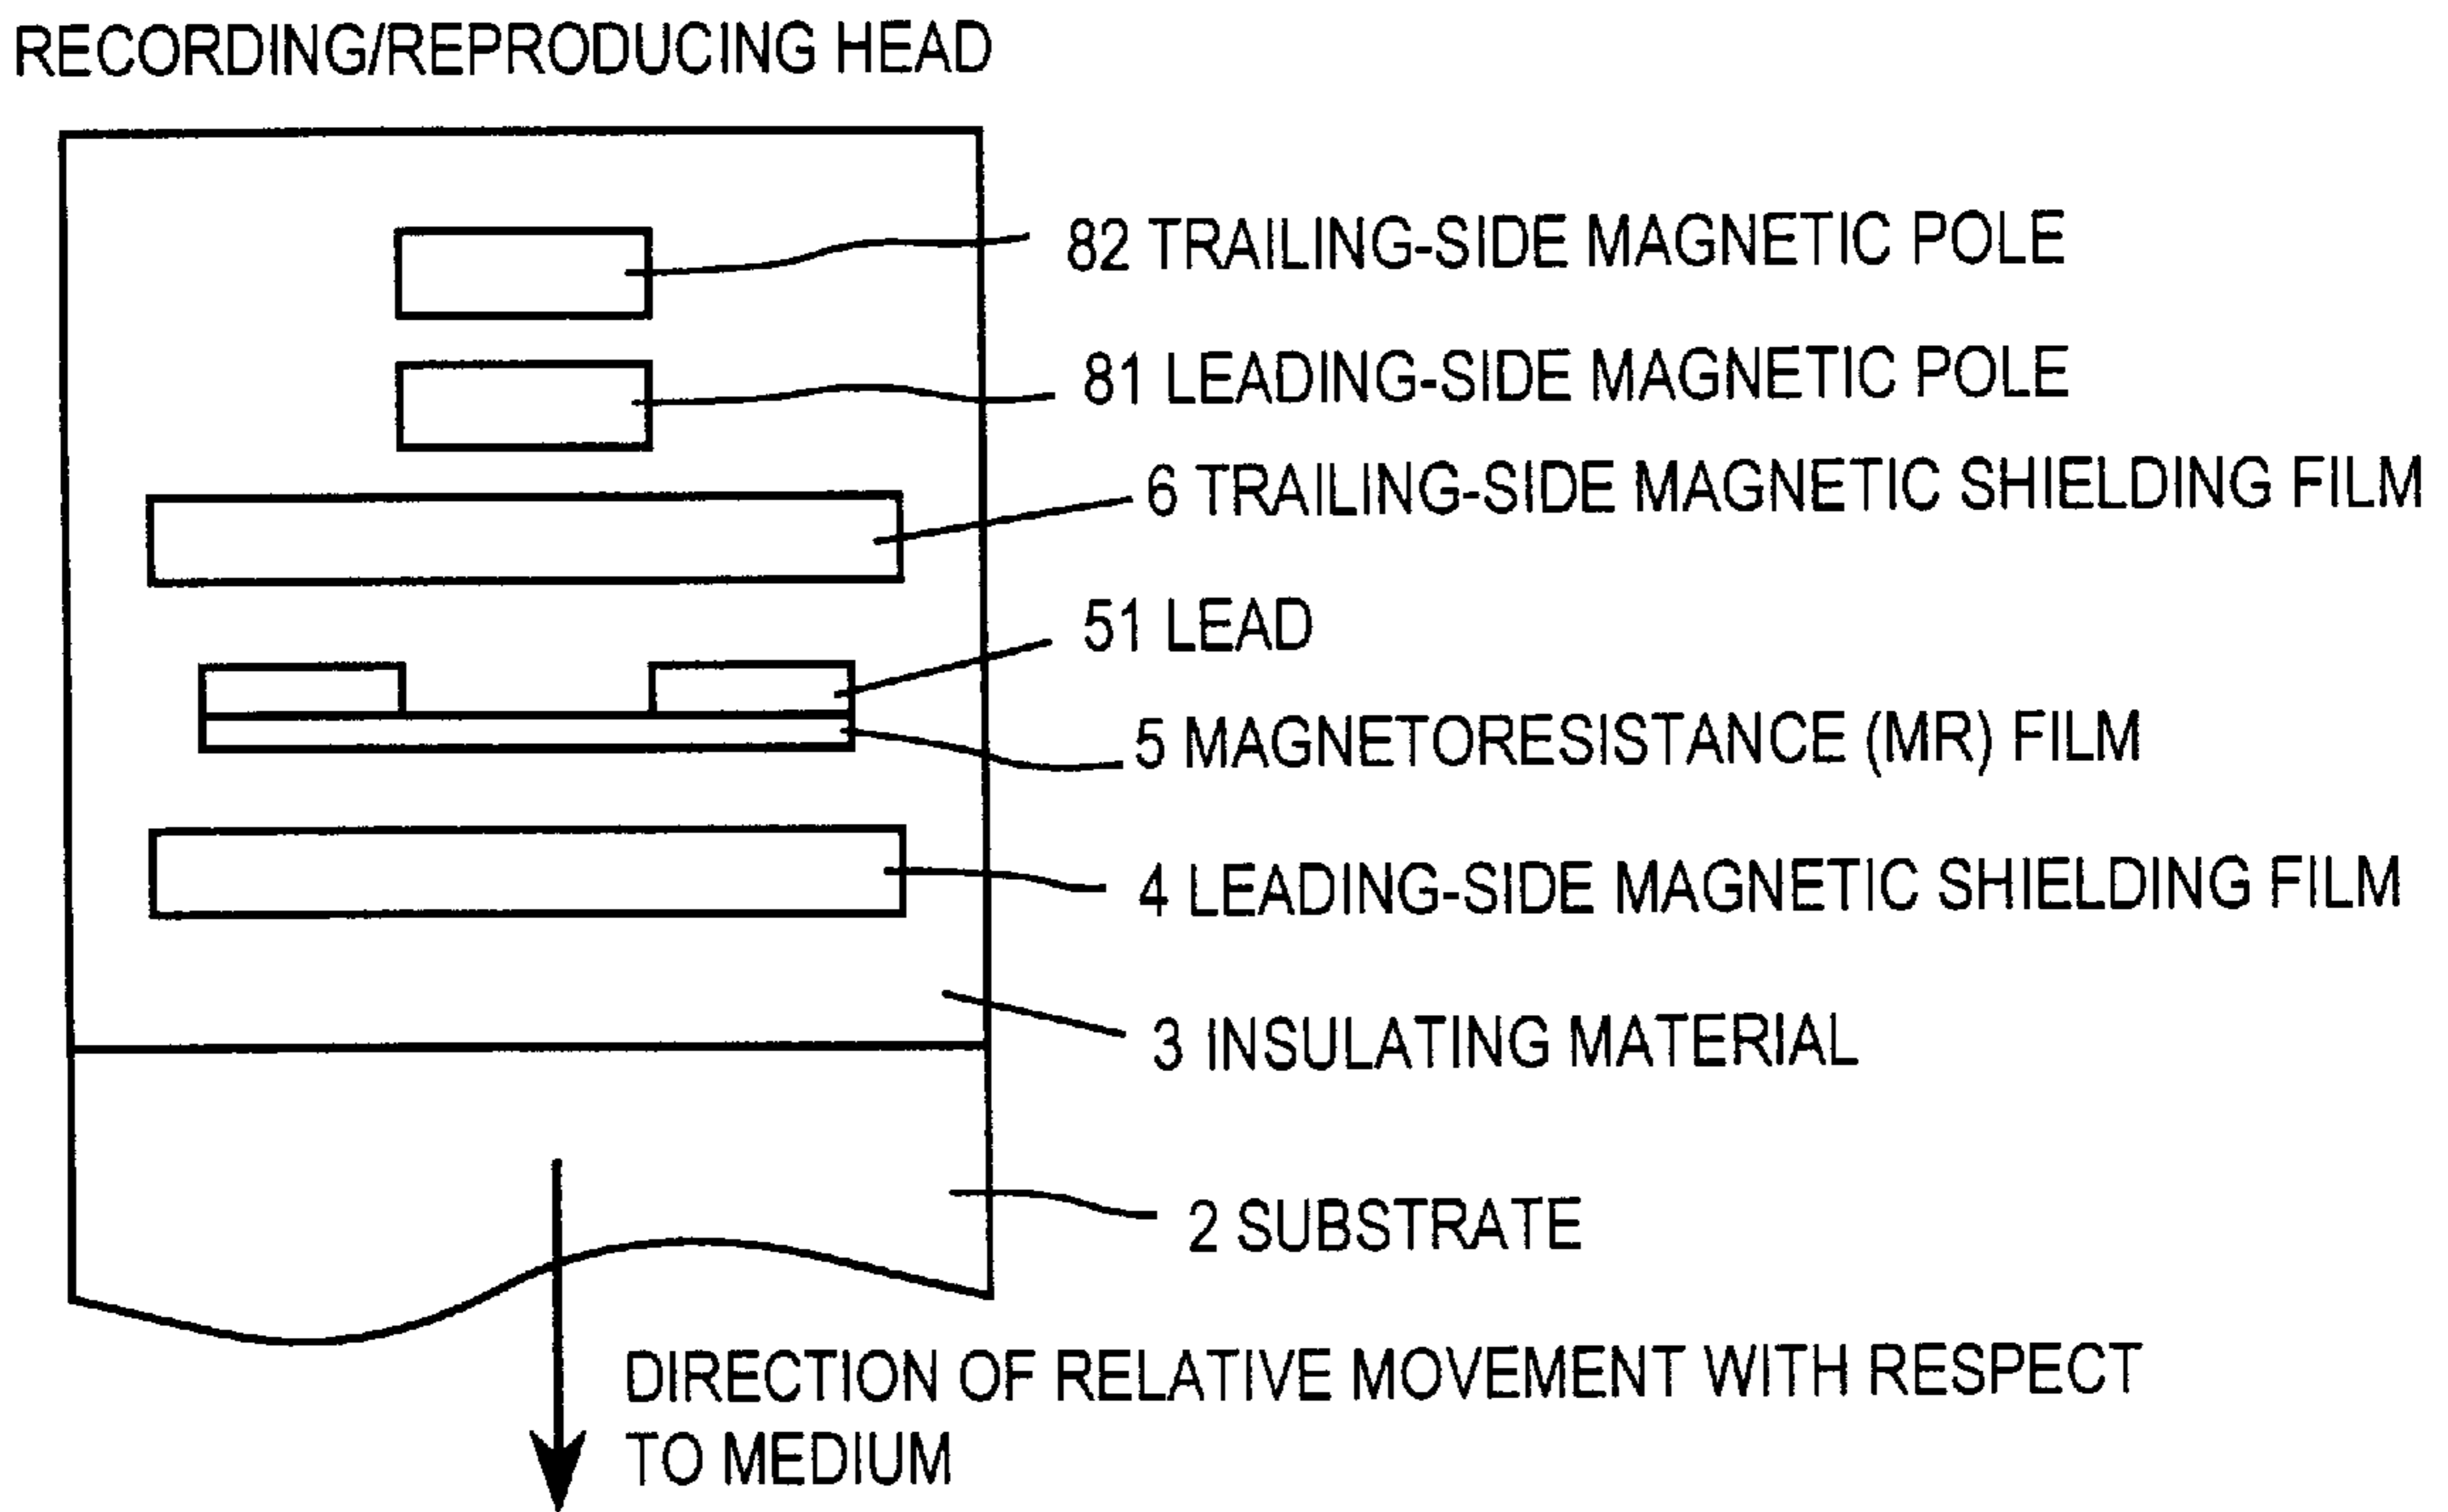 RECORDING/REPRODUCING HEAD
82 TRAILING-SIDE MAGNETIC POLE
81 LEADING-SIDE MAGNETIC POLE
6 TRAILING-SIDE MAGNETIC SHIELDING FILM
51 LEAD
5 MAGNETORESISTANCE (MR) FILM
4 LEADING-SIDE MAGNETIC SHIELDING FILM
3 INSULATING MATERIAL
2 SUBSTRATE
DIRECTION OF RELATIVE MOVEMENT WITH RESPECT
TO MEDIUM